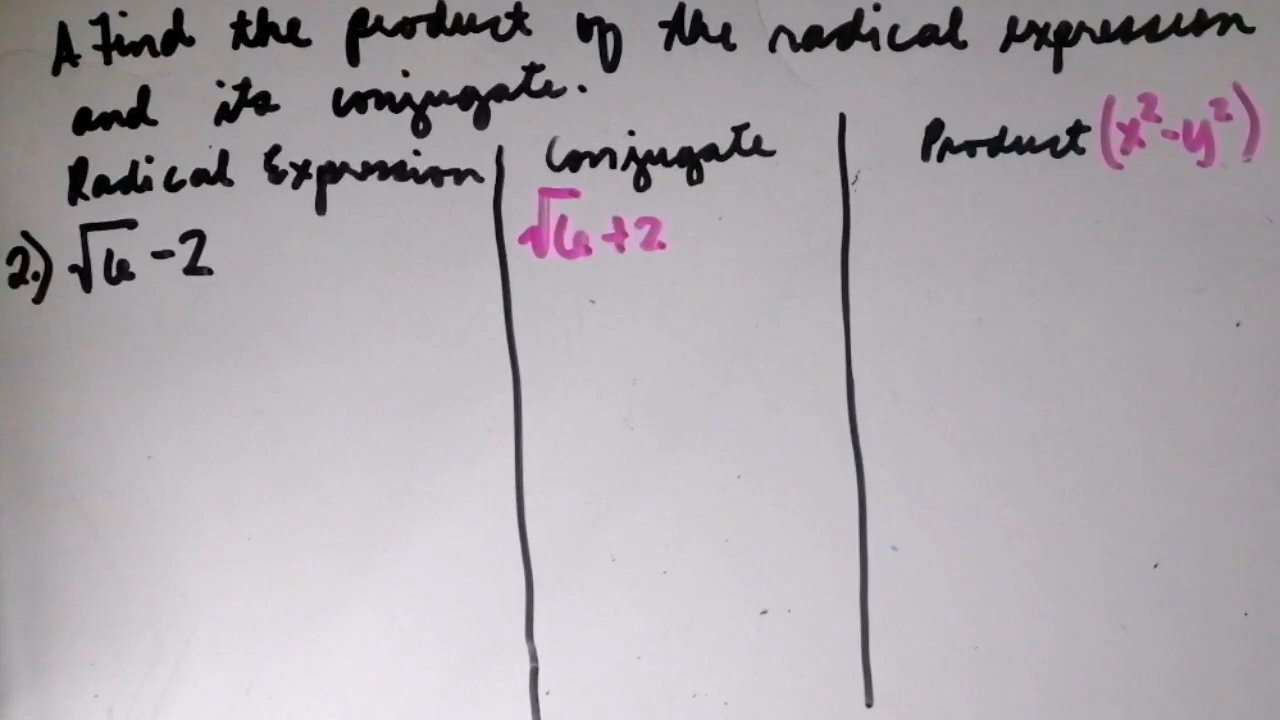 A Find the product of the radical expression
and its conjugate.
Radical Expression Conjugate Product (x²-y²)
2.) √6 -2 √6 +2